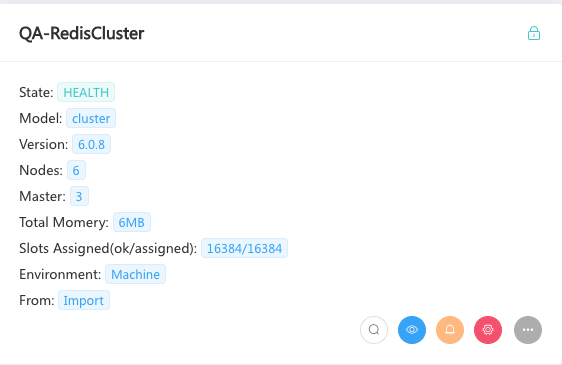 QA-RedisCluster
State: HEALTH
Model: cluster
Version: 6.0.8
Nodes: 6
Master: 3
Total Momery: 6MB
Slots Assigned(ok/assigned): 16384/16384
Environment: Machine
From: Import